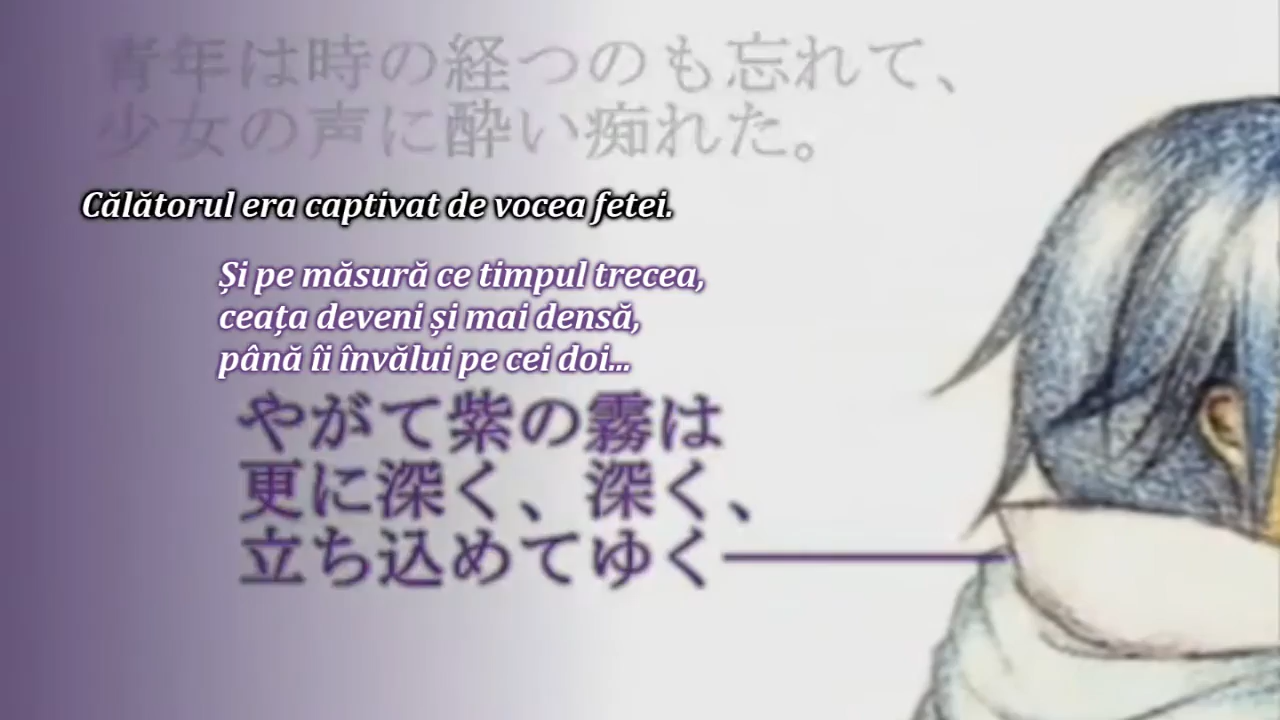 青年は時の経つのも忘れて、
少女の声に酔い痴れた。
Călătorul era captivat de vocea fetei.
Și pe măsură ce timpul trecea,
ceața deveni și mai densă,
până îi învălui pe cei doi...
やがて紫の霧は
更に深く、深く、
立ち込めてゆく――――